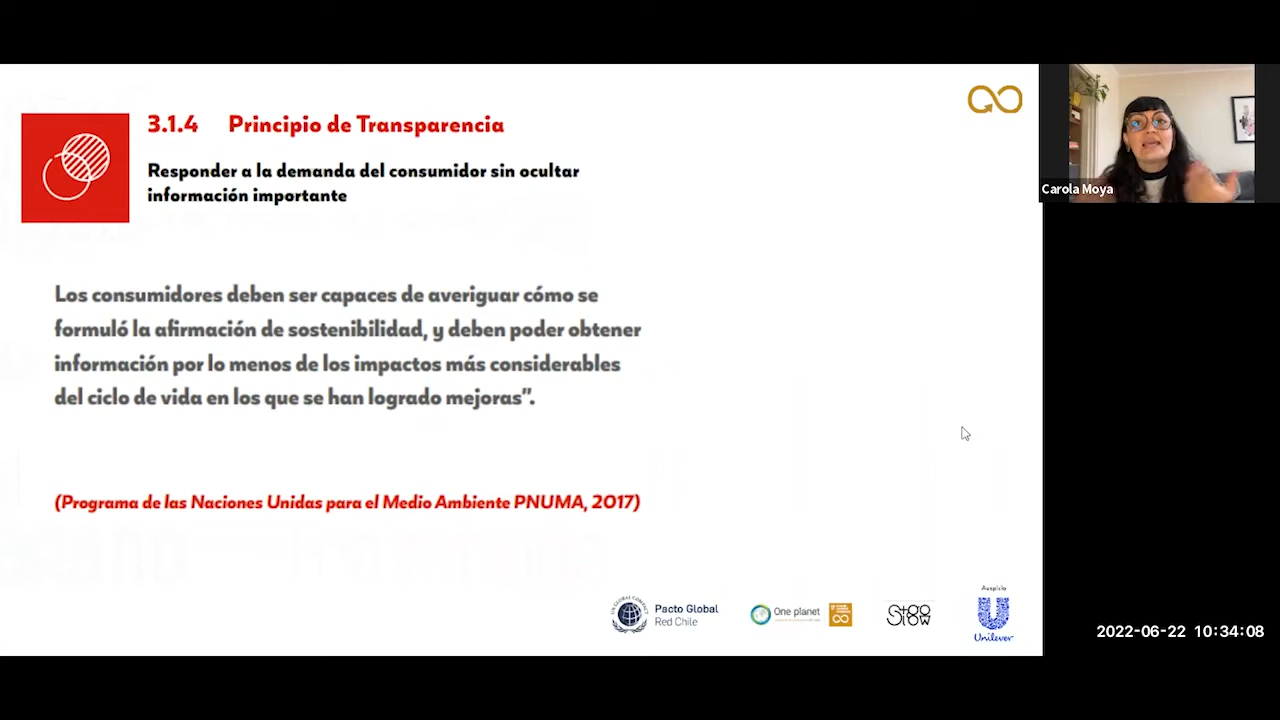 3.1.4 Principio de Transparencia
Responder a la demanda del consumidor sin ocultar
información importante
Los consumidores deben ser capaces de averiguar cómo se
formuló la afirmación de sostenibilidad, y deben poder obtener
información por lo menos de los impactos más considerables
del ciclo de vida en los que se han logrado mejoras”.
(Programa de las Naciones Unidas para el Medio Ambiente PNUMA, 2017)
Pacto Global
Red Chile
One planet
Stgo
Slow
Auspicia
Unilever
Carola Moya
2022-06-22 10:34:08